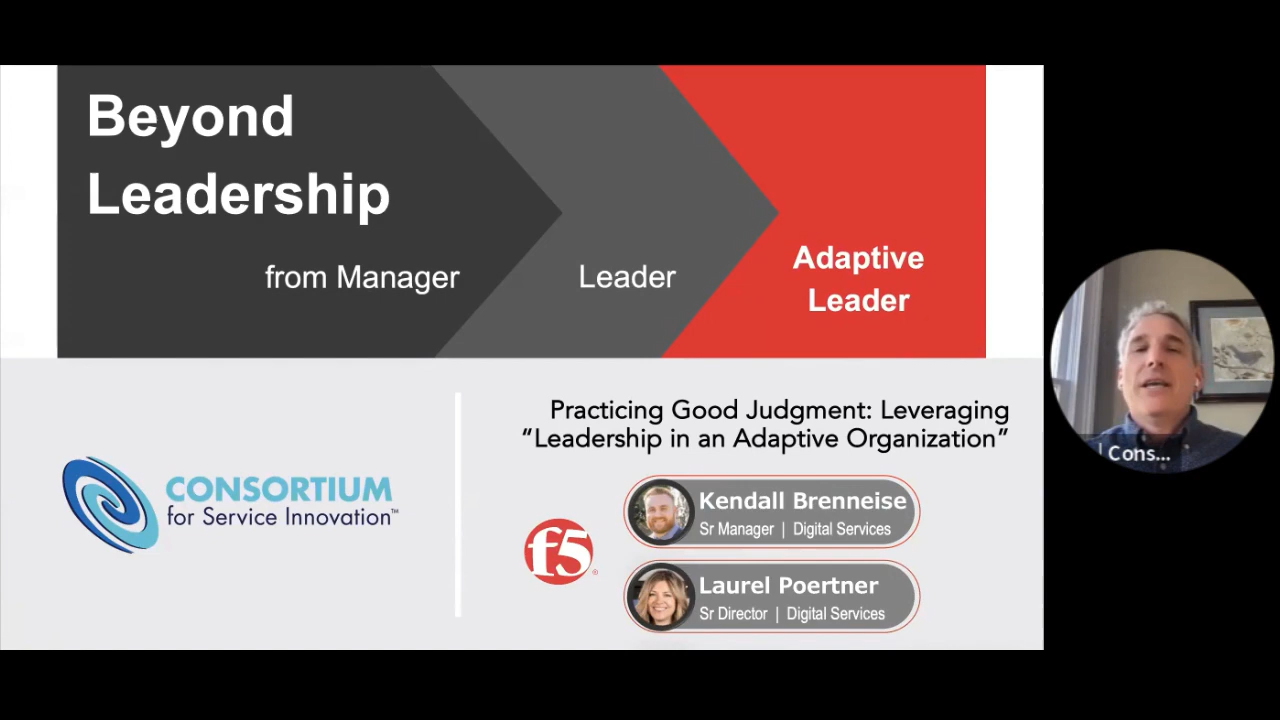 Beyond
Leadership
from Manager
Leader
Adaptive
Leader
Practicing Good Judgment: Leveraging
“Leadership in an Adaptive Organization”
CONSORTIUM
for Service Innovation™
f5®
Kendall Brenneise
Sr Manager | Digital Services
Laurel Poertner
Sr Director | Digital Services
| Cons...